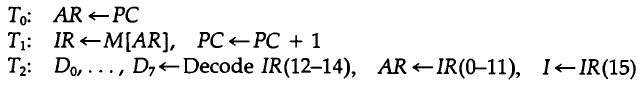 T₀: AR ← PC
T₁: IR ← M[AR], PC ← PC + 1
T₂: D₀, . . . , D₇ ← Decode IR(12–14), AR ← IR(0–11), I ← IR(15)